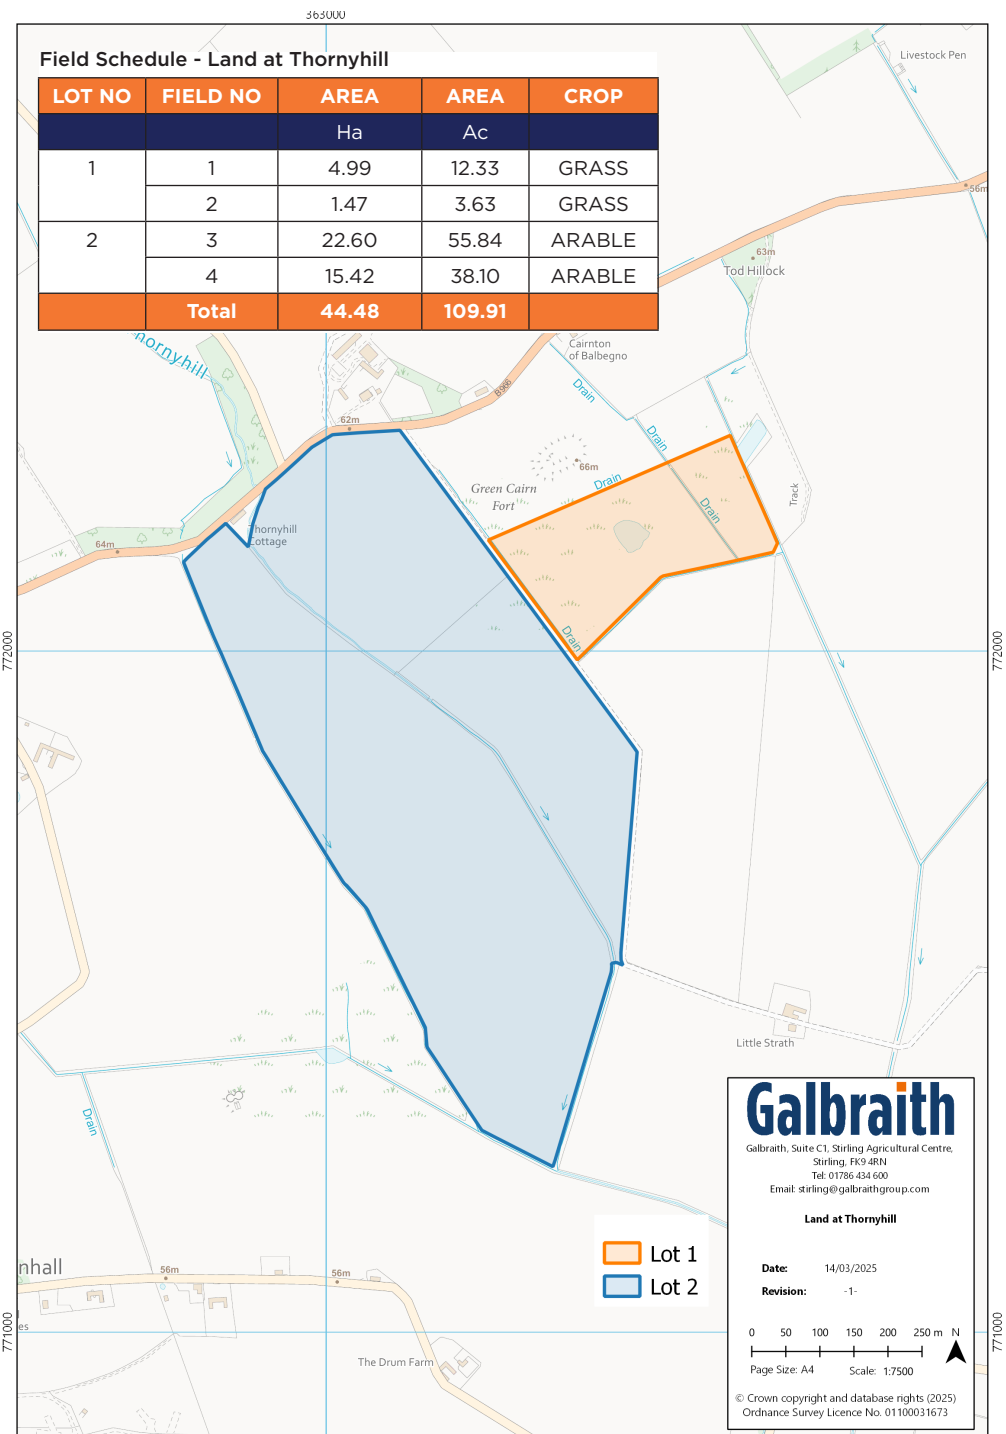 363000
Field Schedule - Land at Thornyhill
LOT NO FIELD NO AREA AREA CROP
Ha Ac
1 1 4.99 12.33 GRASS
2 1.47 3.63 GRASS
2 3 22.60 55.84 ARABLE
4 15.42 38.10 ARABLE
Total 44.48 109.91
Livestock Pen
56m
63m
Tod Hillock
hornyhill
Cairnton
of Balbegno
Drain
B966
62m
Drain
66m
Drain
Green Cairn
Fort
Drain
Track
Thornyhill
Cottage
64m
Drain
772000
772000
Little Strath
Drain
nhall
56m
56m
es
The Drum Farm
771000
771000
Lot 1
Lot 2
Galbraith
Galbraith, Suite C1, Stirling Agricultural Centre,
Stirling, FK9 4RN
Tel: 01786 434 600
Email: stirling@galbraithgroup.com
Land at Thornyhill
Date: 14/03/2025
Revision: -1-
0 50 100 150 200 250 m N
Page Size: A4 Scale: 1:7500
© Crown copyright and database rights (2025)
Ordnance Survey Licence No. 01100031673